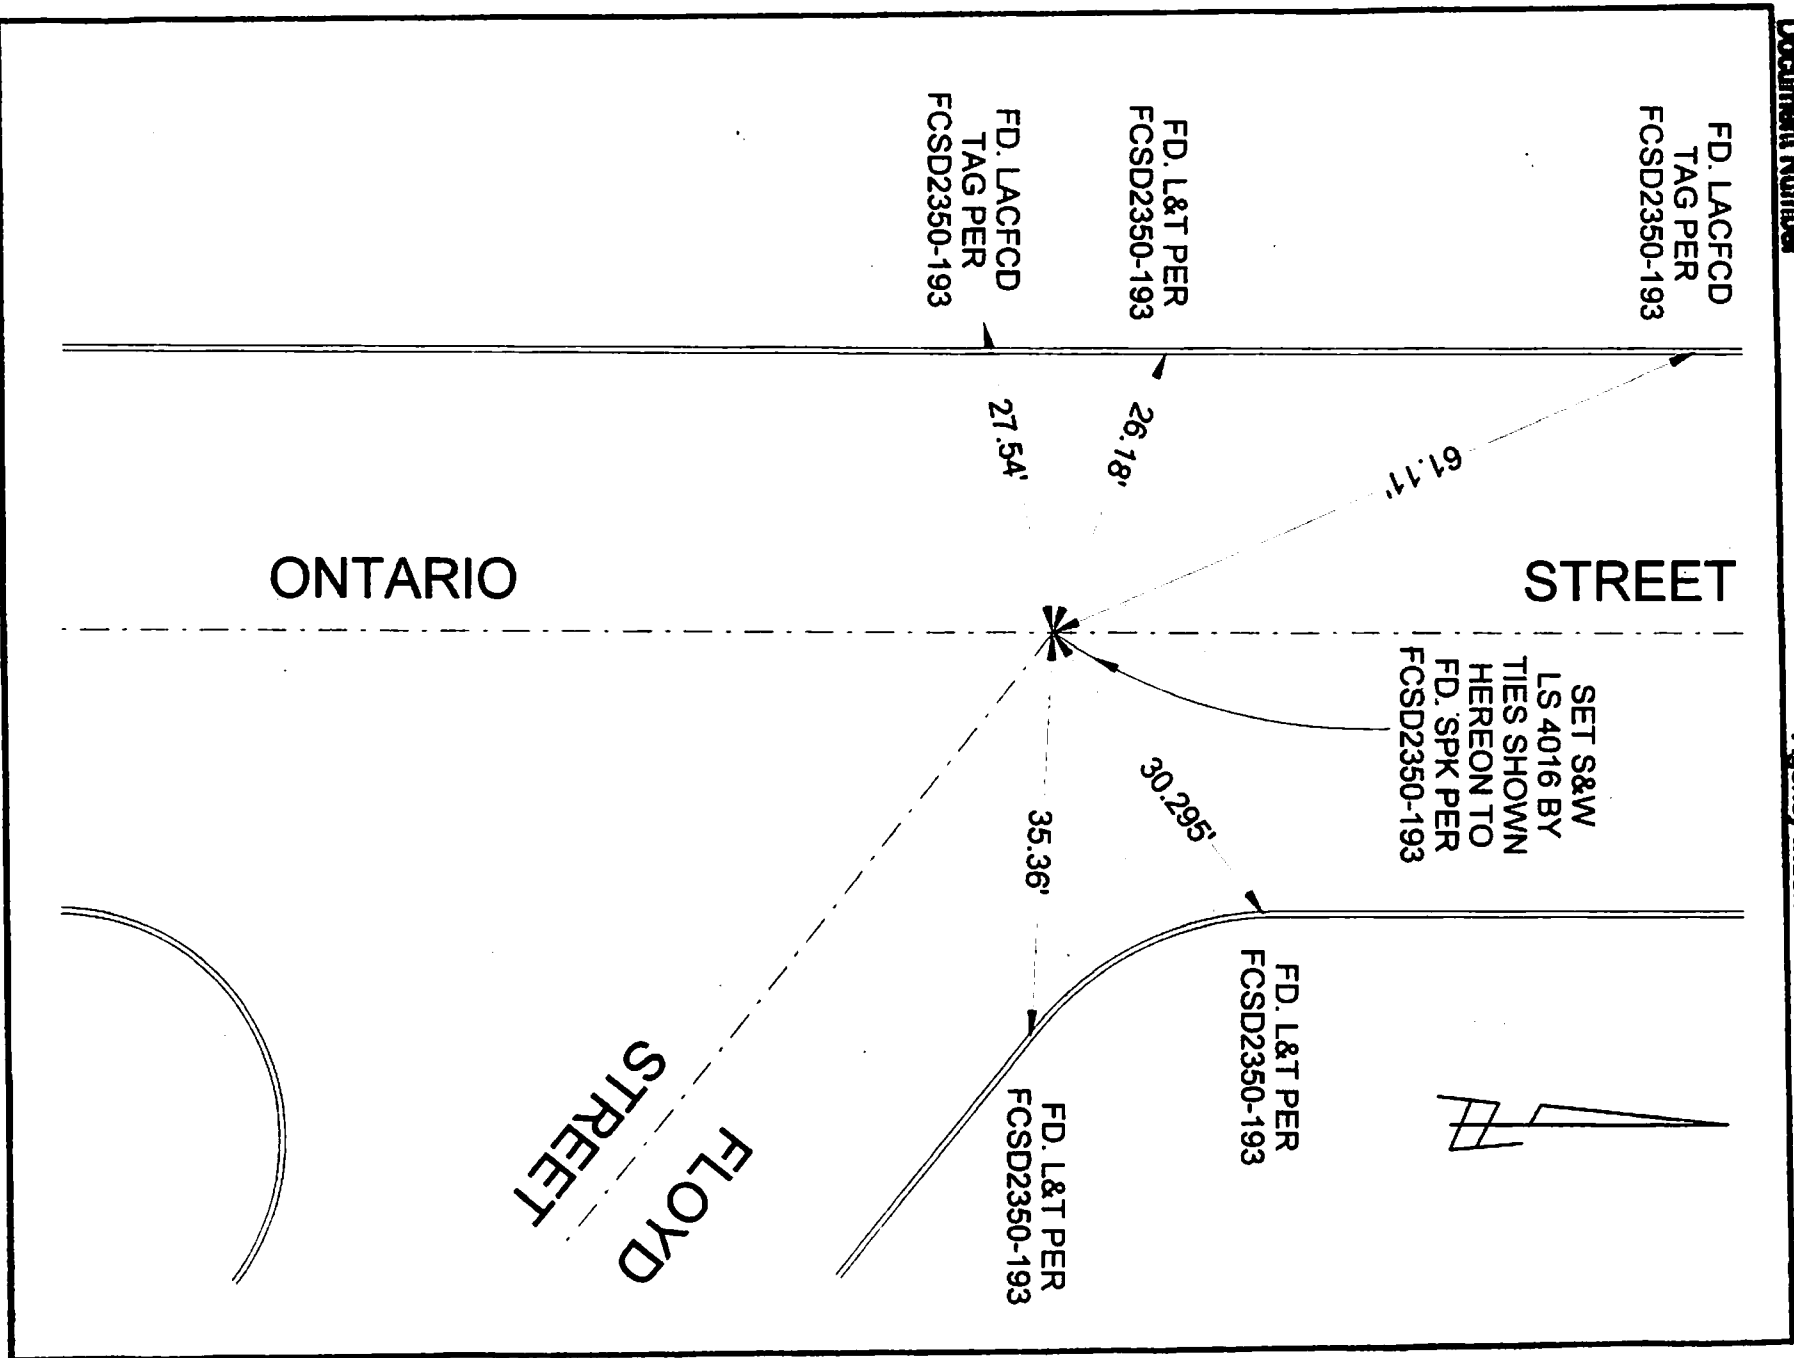 Document Number
FD. LACFCD
TAG PER
FCSD2350-193
FD. L&T PER
FCSD2350-193
FD. LACFCD
TAG PER
FCSD2350-193
61.11'
26.18'
27.54'
ONTARIO
STREET
SET S&W
LS 4016 BY
TIES SHOWN
HEREON TO
FD. SPK PER
FCSD2350-193
30.295'
35.36'
FD. L&T PER
FCSD2350-193
FD. L&T PER
FCSD2350-193
FLOYD
STREET